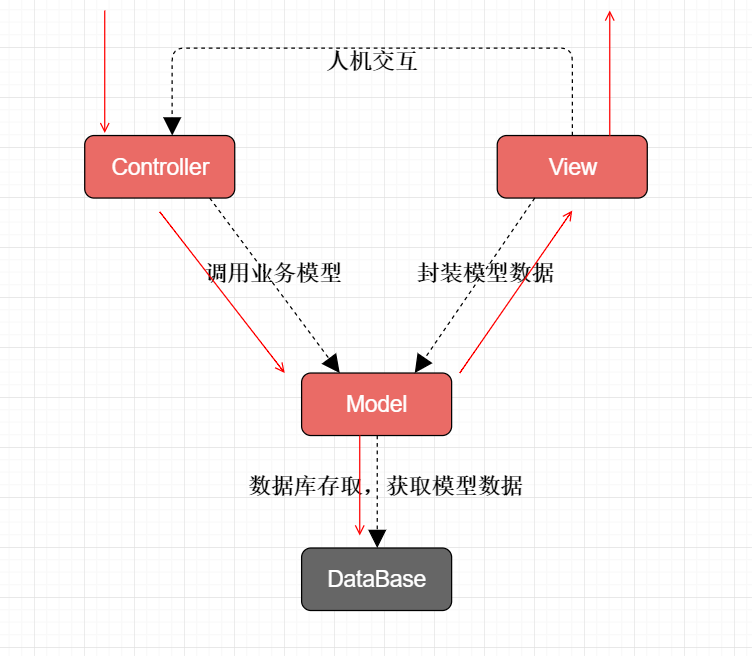 人机交互
Controller
View
调用业务模型
封装模型数据
Model
数据库存取，获取模型数据
DataBase